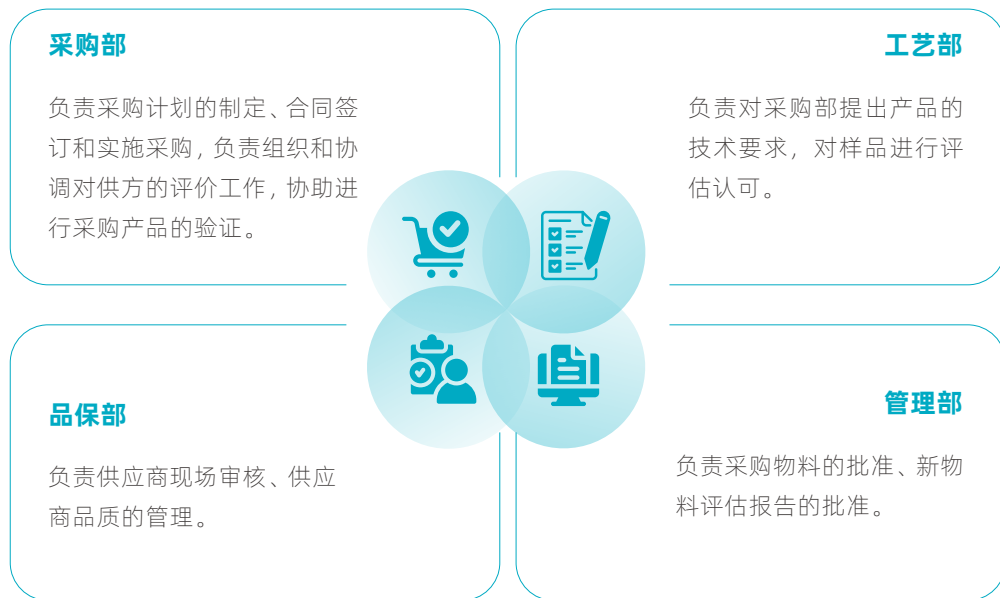 采购部
负责采购计划的制定、合同签
订和实施采购，负责组织和协
调对供方的评价工作，协助进
行采购产品的验证。
工艺部
负责对采购部提出产品的
技术要求，对样品进行评
估认可。
品保部
负责供应商现场审核、供应
商品质的管理。
管理部
负责采购物料的批准、新物
料评估报告的批准。